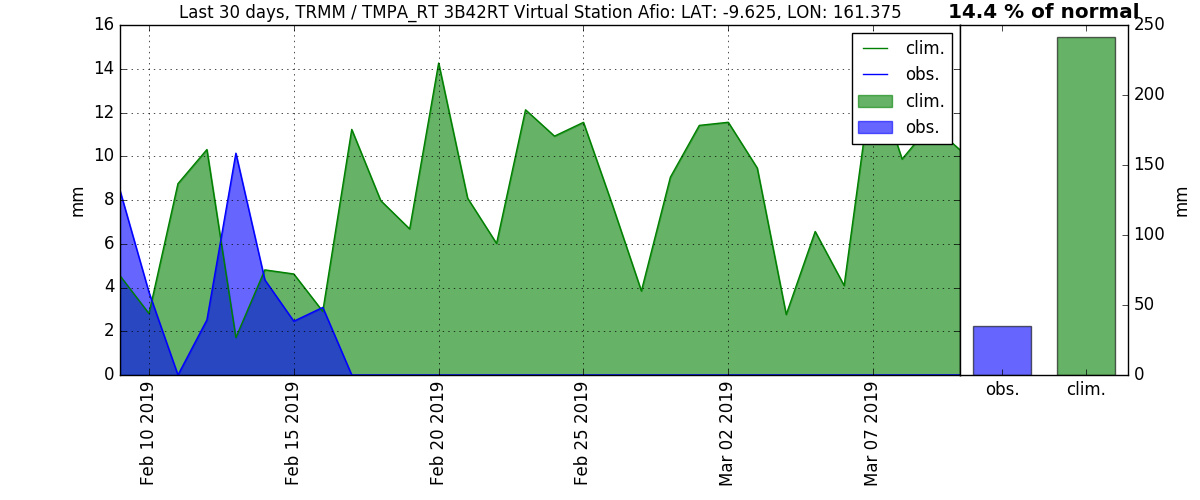 Last 30 days, TRMM / TMPA_RT 3B42RT Virtual Station Afio: LAT: -9.625, LON: 161.375
14.4 % of normal
16
14
12
10
8
6
4
2
0
mm
clim.
obs.
clim.
obs.
Feb 10 2019
Feb 15 2019
Feb 20 2019
Feb 25 2019
Mar 02 2019
Mar 07 2019
250
200
150
100
50
0
mm
obs.
clim.